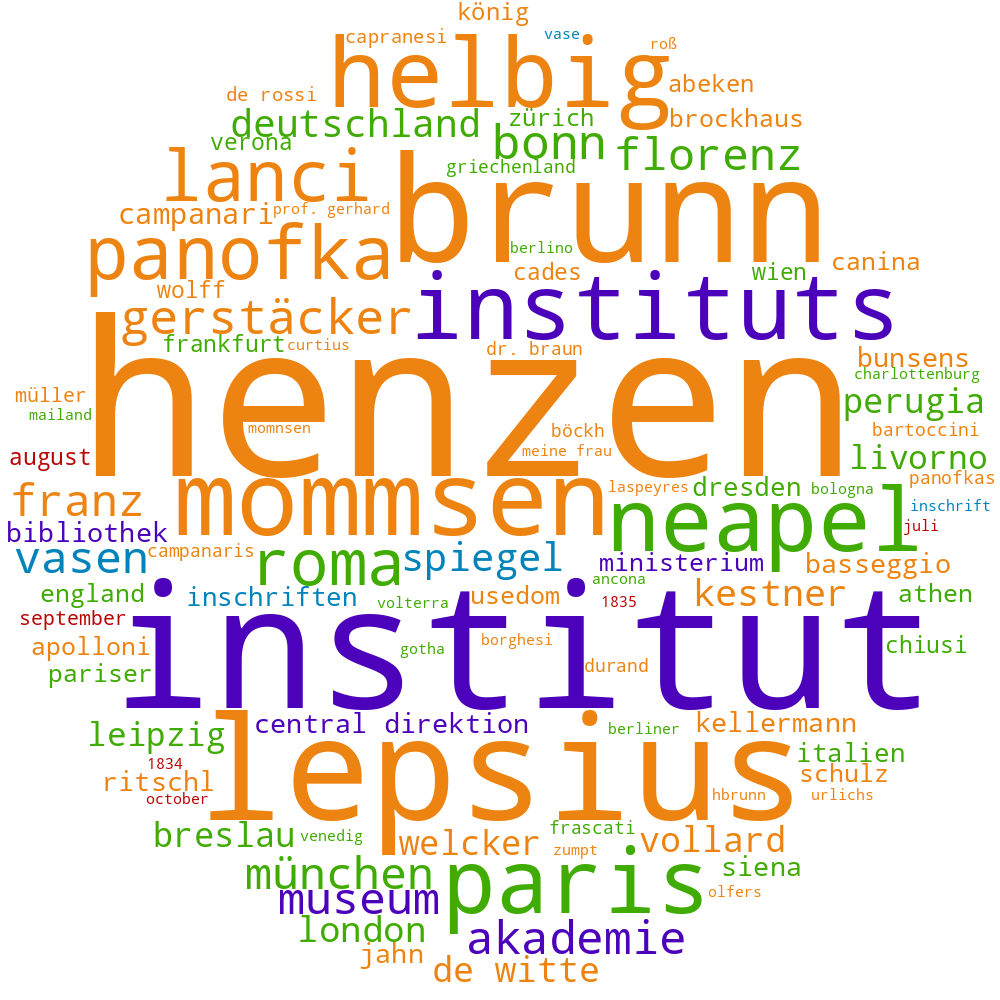 könig
capranesi
vase
helbig
roß
abeken
de rossi
deutschland
zürich
brockhaus
verona
bonn
florenz
griechenland
lanci
brunn
campanari
prof. gerhard
panofka
berlino
cades
wien
canina
wolff
instituts
gerstäcker
frankfurt
curtius
dr. braun
bunsens
charlottenburg
henzen
müller
mailand
perugia
momnsen
böckh
bartoccini
meine frau
august
livorno
panofkas
franz
mommsen
laspeyres
dresden
bologna
neapel
inschrift
juli
bibliothek
vasen
campanaris
roma
spiegel
ministerium
basseggio
ancona
england
inschriften
volterra
usedom
1835
kestner
athen
september
apolloni
institut
gotha
borghesi
chiusi
pariser
durand
central direktion
berliner
kellermann
leipzig
lepsius
italien
1834
ritschl
schulz
october
hbrunn
urlichs
breslau
venedig
welcker
frascati
vollard
zumpt
münchen
paris
siena
museum
olfers
london
akademie
jahn
de witte